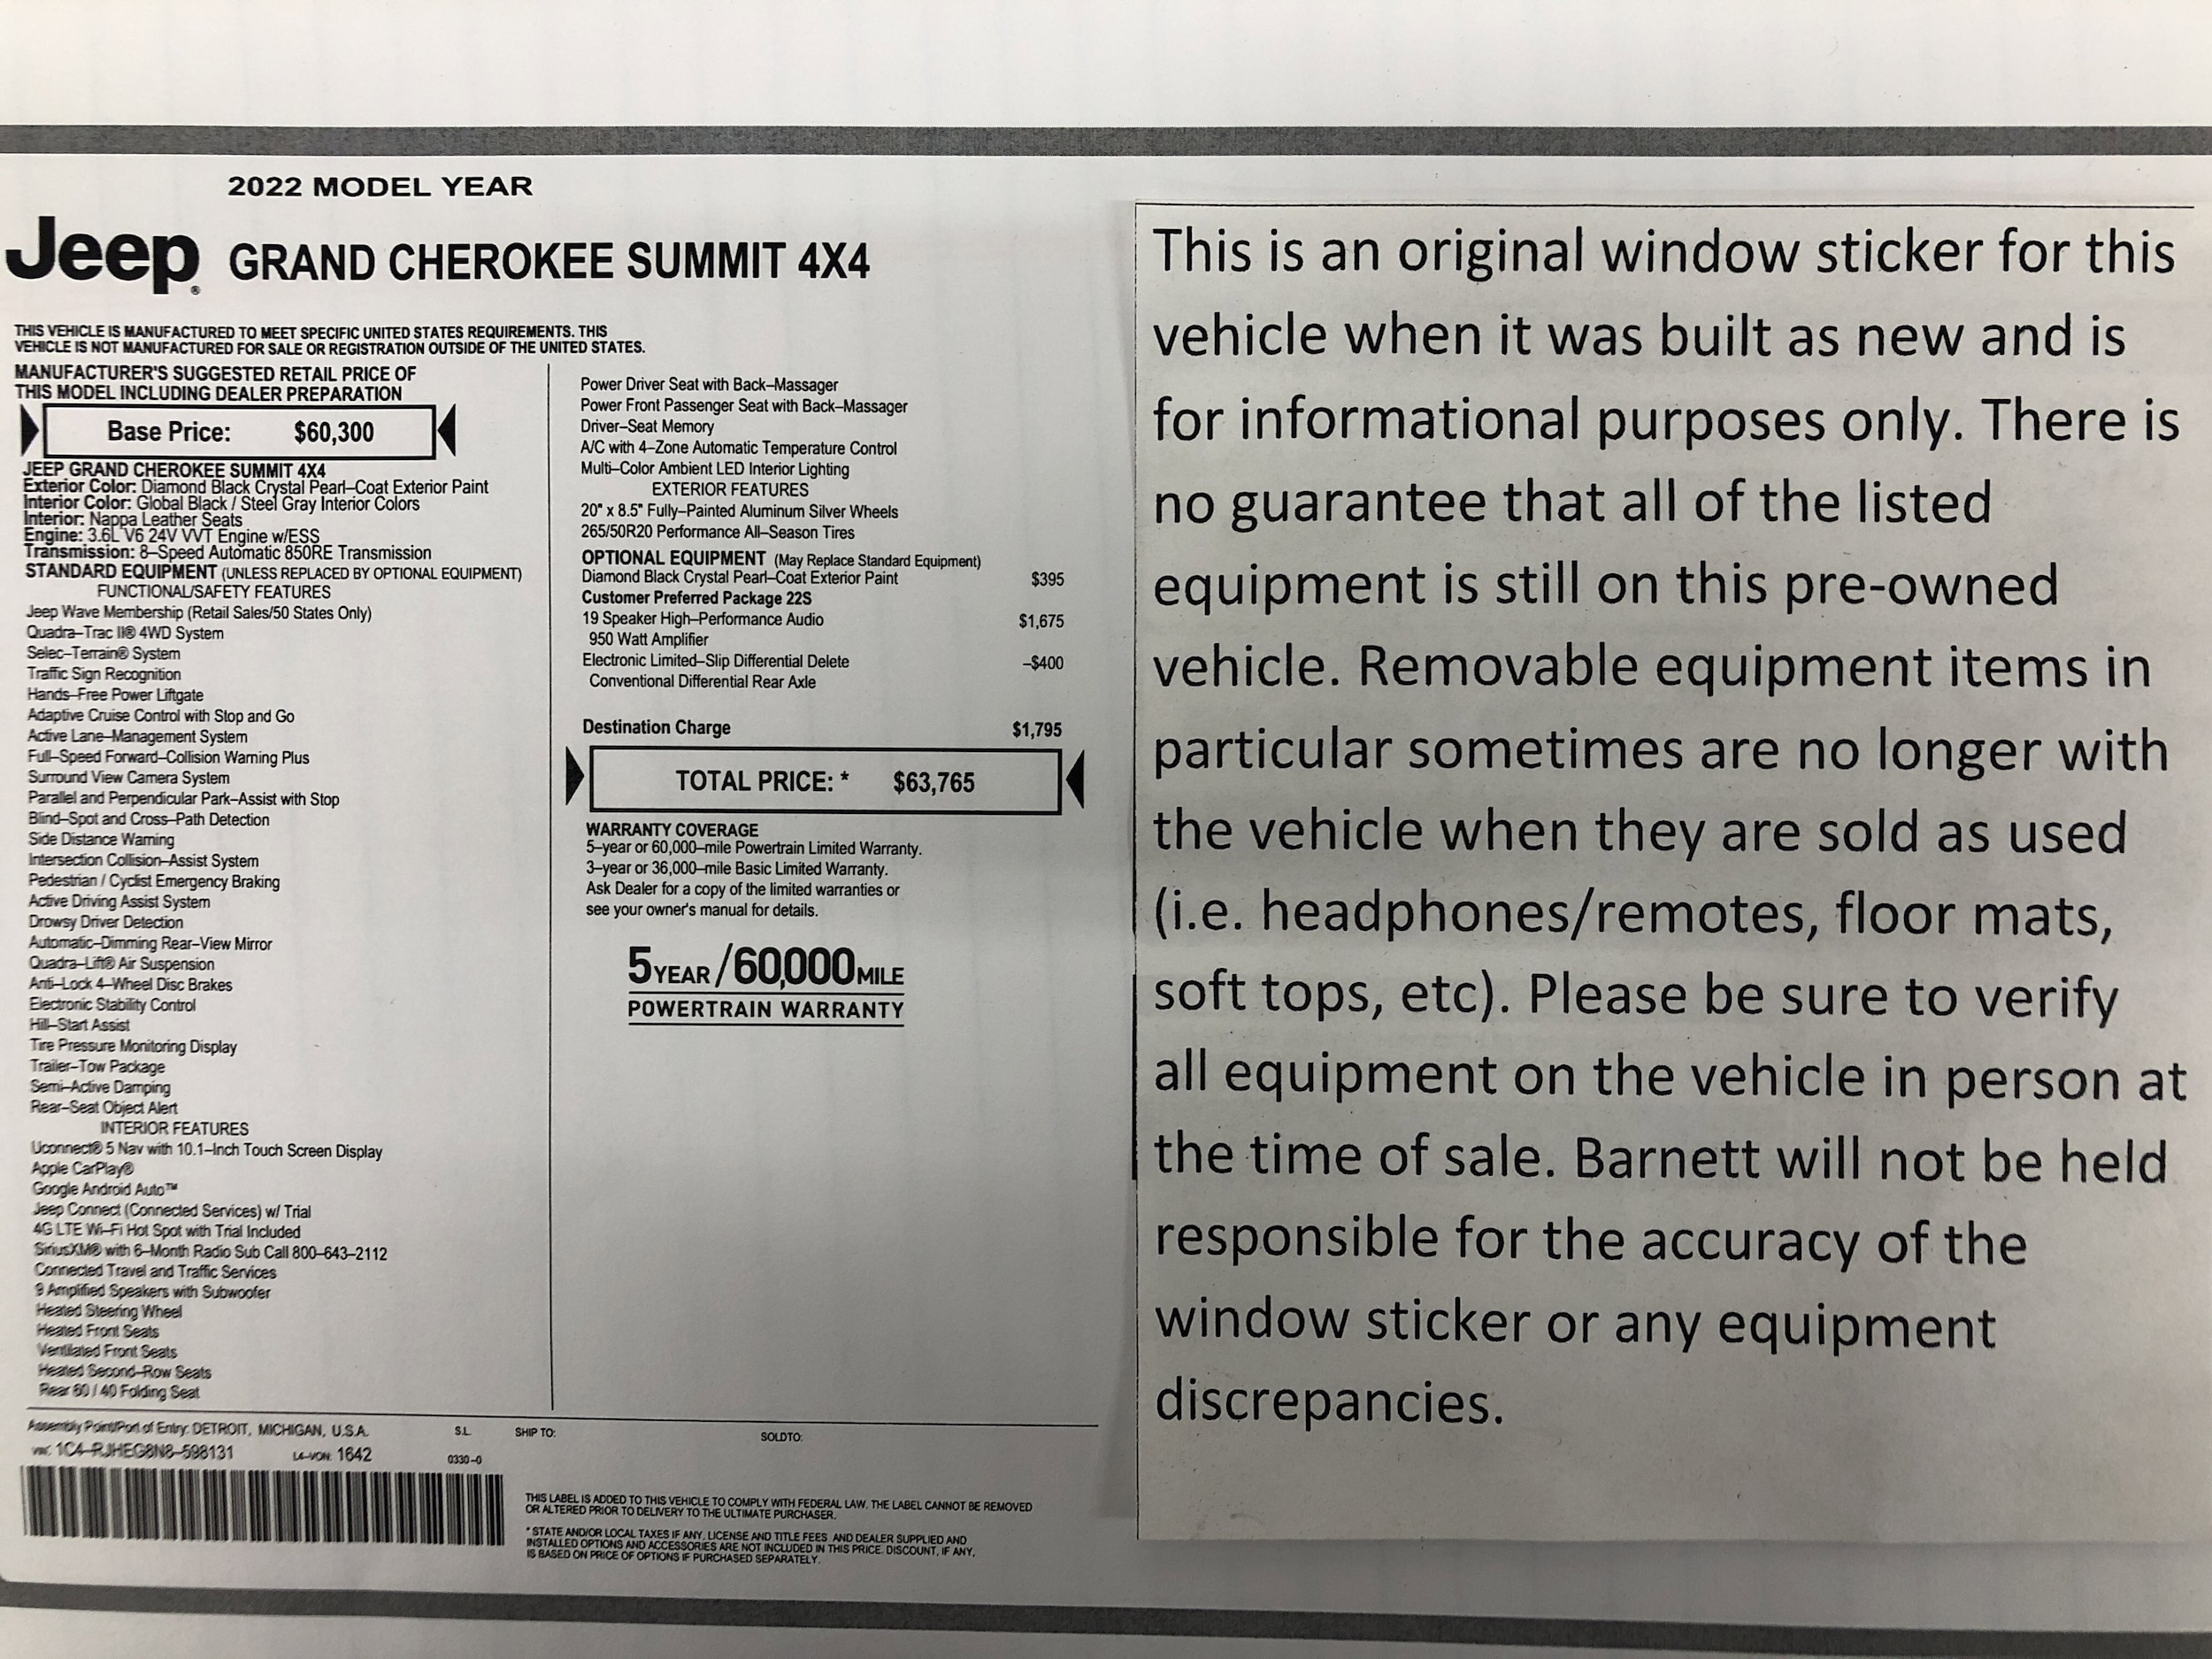 2022 MODEL YEAR
Jeep® GRAND CHEROKEE SUMMIT 4X4
THIS VEHICLE IS MANUFACTURED TO MEET SPECIFIC UNITED STATES REQUIREMENTS. THIS
VEHICLE IS NOT MANUFACTURED FOR SALE OR REGISTRATION OUTSIDE OF THE UNITED STATES.
MANUFACTURER'S SUGGESTED RETAIL PRICE OF
THIS MODEL INCLUDING DEALER PREPARATION
Base Price: $60,300
JEEP GRAND CHEROKEE SUMMIT 4X4
Exterior Color: Diamond Black Crystal Pearl–Coat Exterior Paint
Interior Color: Global Black / Steel Gray Interior Colors
Interior: Nappa Leather Seats
Engine: 3.6L V6 24V VVT Engine w/ESS
Transmission: 8–Speed Automatic 850RE Transmission
STANDARD EQUIPMENT (UNLESS REPLACED BY OPTIONAL EQUIPMENT)
FUNCTIONAL/SAFETY FEATURES
Jeep Wave Membership (Retail Sales/50 States Only)
Quadra–Trac II® 4WD System
Selec–Terrain® System
Traffic Sign Recognition
Hands–Free Power Liftgate
Adaptive Cruise Control with Stop and Go
Active Lane–Management System
Full–Speed Forward–Collision Warning Plus
Surround View Camera System
Parallel and Perpendicular Park–Assist with Stop
Blind–Spot and Cross–Path Detection
Side Distance Warning
Intersection Collision–Assist System
Pedestrian / Cyclist Emergency Braking
Active Driving Assist System
Drowsy Driver Detection
Automatic–Dimming Rear–View Mirror
Quadra–Lift® Air Suspension
Anti–Lock 4–Wheel Disc Brakes
Electronic Stability Control
Hill–Start Assist
Tire Pressure Monitoring Display
Trailer–Tow Package
Semi–Active Damping
Rear–Seat Object Alert
INTERIOR FEATURES
Uconnect® 5 Nav with 10.1–Inch Touch Screen Display
Apple CarPlay®
Google Android Auto™
Jeep Connect (Connected Services) w/ Trial
4G LTE Wi–Fi Hot Spot with Trial Included
SiriusXM® with 6–Month Radio Sub Call 800–643–2112
Connected Travel and Traffic Services
9 Amplified Speakers with Subwoofer
Heated Steering Wheel
Heated Front Seats
Ventilated Front Seats
Heated Second–Row Seats
Rear 60 / 40 Folding Seat
Power Driver Seat with Back–Massager
Power Front Passenger Seat with Back–Massager
Driver–Seat Memory
A/C with 4–Zone Automatic Temperature Control
Multi–Color Ambient LED Interior Lighting
EXTERIOR FEATURES
20" x 8.5" Fully–Painted Aluminum Silver Wheels
265/50R20 Performance All–Season Tires
OPTIONAL EQUIPMENT (May Replace Standard Equipment)
Diamond Black Crystal Pearl–Coat Exterior Paint $395
Customer Preferred Package 22S
19 Speaker High–Performance Audio $1,675
950 Watt Amplifier
Electronic Limited–Slip Differential Delete –$400
Conventional Differential Rear Axle
Destination Charge $1,795
TOTAL PRICE: * $63,765
WARRANTY COVERAGE
5–year or 60,000–mile Powertrain Limited Warranty.
3–year or 36,000–mile Basic Limited Warranty.
Ask Dealer for a copy of the limited warranties or
see your owner's manual for details.
5 YEAR / 60,000 MILE
POWERTRAIN WARRANTY
Assembly Point/Port of Entry: DETROIT, MICHIGAN, U.S.A.
VIN: 1C4–RJHEG8N8–598131 L4–VON: 1642
S.L.
0330–0
SHIP TO:
SOLD TO:
THIS LABEL IS ADDED TO THIS VEHICLE TO COMPLY WITH FEDERAL LAW. THE LABEL CANNOT BE REMOVED
OR ALTERED PRIOR TO DELIVERY TO THE ULTIMATE PURCHASER.
* STATE AND/OR LOCAL TAXES IF ANY, LICENSE AND TITLE FEES AND DEALER SUPPLIED AND
INSTALLED OPTIONS AND ACCESSORIES ARE NOT INCLUDED IN THIS PRICE. DISCOUNT, IF ANY,
IS BASED ON PRICE OF OPTIONS IF PURCHASED SEPARATELY.
This is an original window sticker for this
vehicle when it was built as new and is
for informational purposes only. There is
no guarantee that all of the listed
equipment is still on this pre-owned
vehicle. Removable equipment items in
particular sometimes are no longer with
the vehicle when they are sold as used
(i.e. headphones/remotes, floor mats,
soft tops, etc). Please be sure to verify
all equipment on the vehicle in person at
the time of sale. Barnett will not be held
responsible for the accuracy of the
window sticker or any equipment
discrepancies.